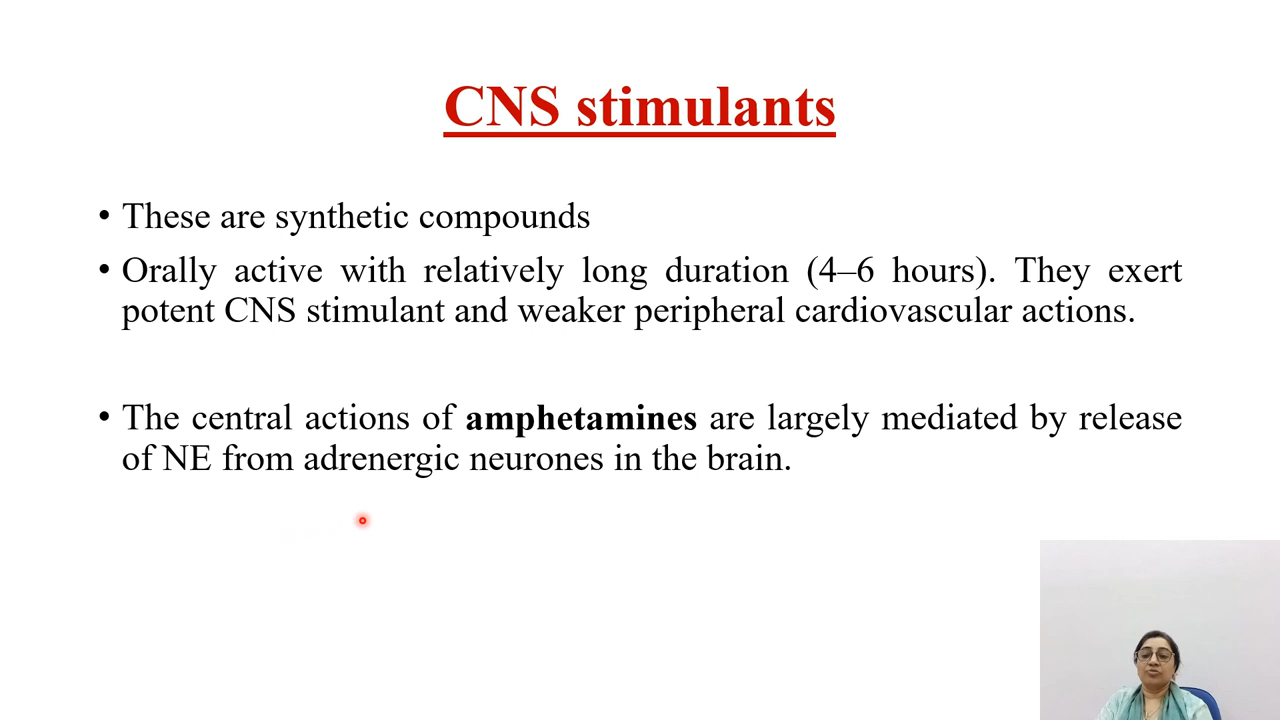 CNS stimulants
• These are synthetic compounds
• Orally active with relatively long duration (4–6 hours). They exert
potent CNS stimulant and weaker peripheral cardiovascular actions.
• The central actions of amphetamines are largely mediated by release
of NE from adrenergic neurones in the brain.